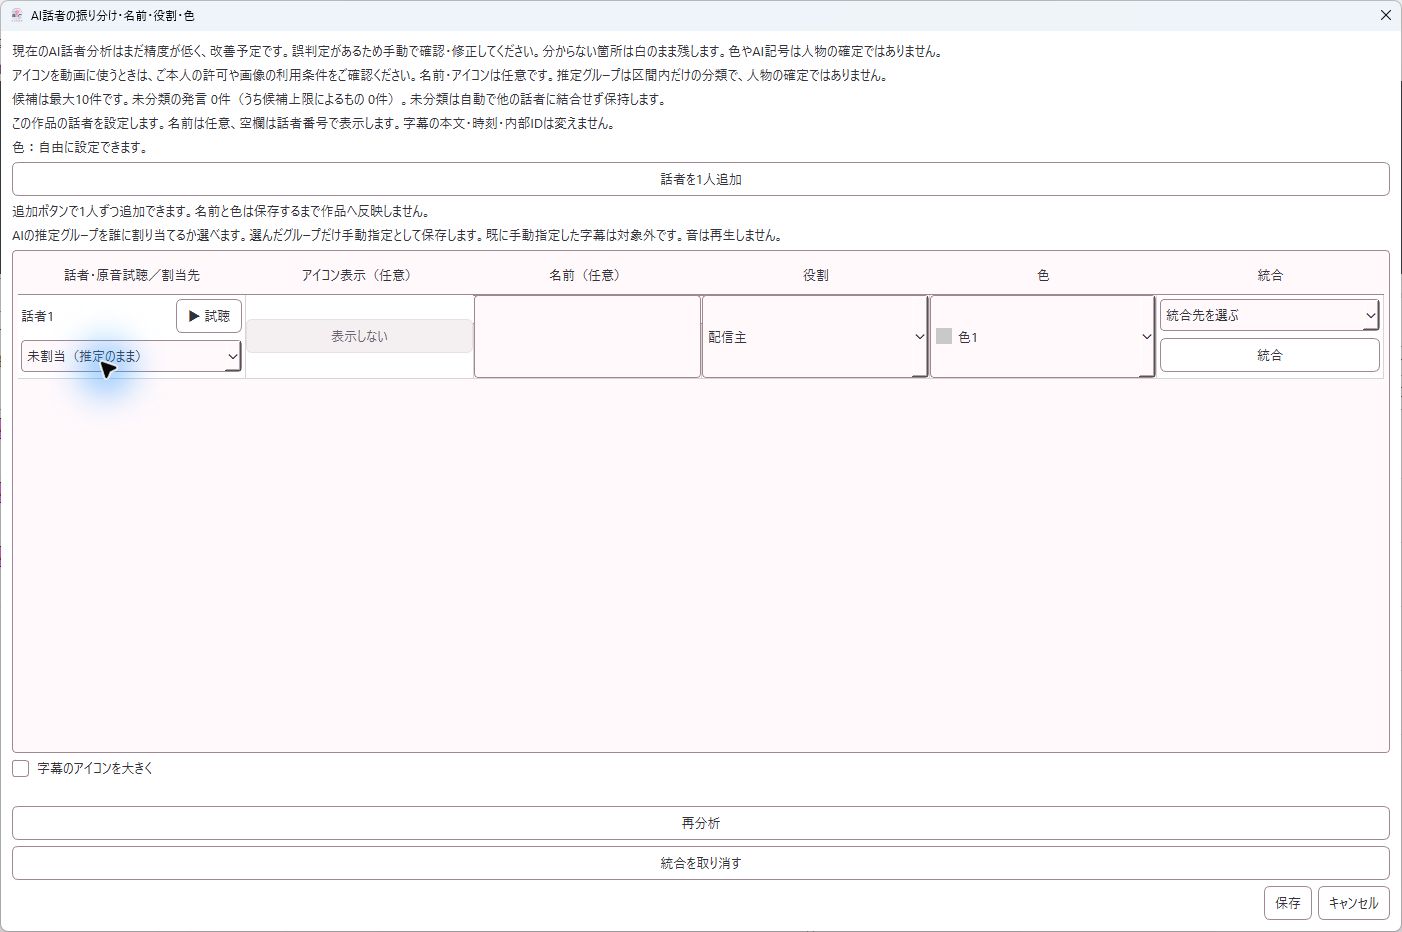 AI話者の振り分け・名前・役割・色
現在のAI話者分析はまだ精度が低く、改善予定です。誤判定があるため手動で確認・修正してください。分からない箇所は白のまま残します。色やAI記号は人物の確定ではありません。
アイコンを動画に使うときは、ご本人の許可や画像の利用条件をご確認ください。名前・アイコンは任意です。推定グループは区間内だけの分類で、人物の確定ではありません。
候補は最大10件です。未分類の発言 0件（うち候補上限によるもの 0件）。未分類は自動で他の話者に結合せず保持します。
この作品の話者を設定します。名前は任意、空欄は話者番号で表示します。字幕の本文・時刻・内部IDは変えません。
色：自由に設定できます。
話者を1人追加
追加ボタンで1人ずつ追加できます。名前と色は保存するまで作品へ反映しません。
AIの推定グループを誰に割り当てるか選べます。選んだグループだけ手動指定として保存します。既に手動指定した字幕は対象外です。音は再生しません。
話者・原音試聴／割当先 アイコン表示（任意） 名前（任意） 役割 色 統合
話者1 ▶ 試聴 統合先を選ぶ
表示しない 配信主 色1
未割当（推定のまま） 統合
字幕のアイコンを大きく
再分析
統合を取り消す
保存 キャンセル